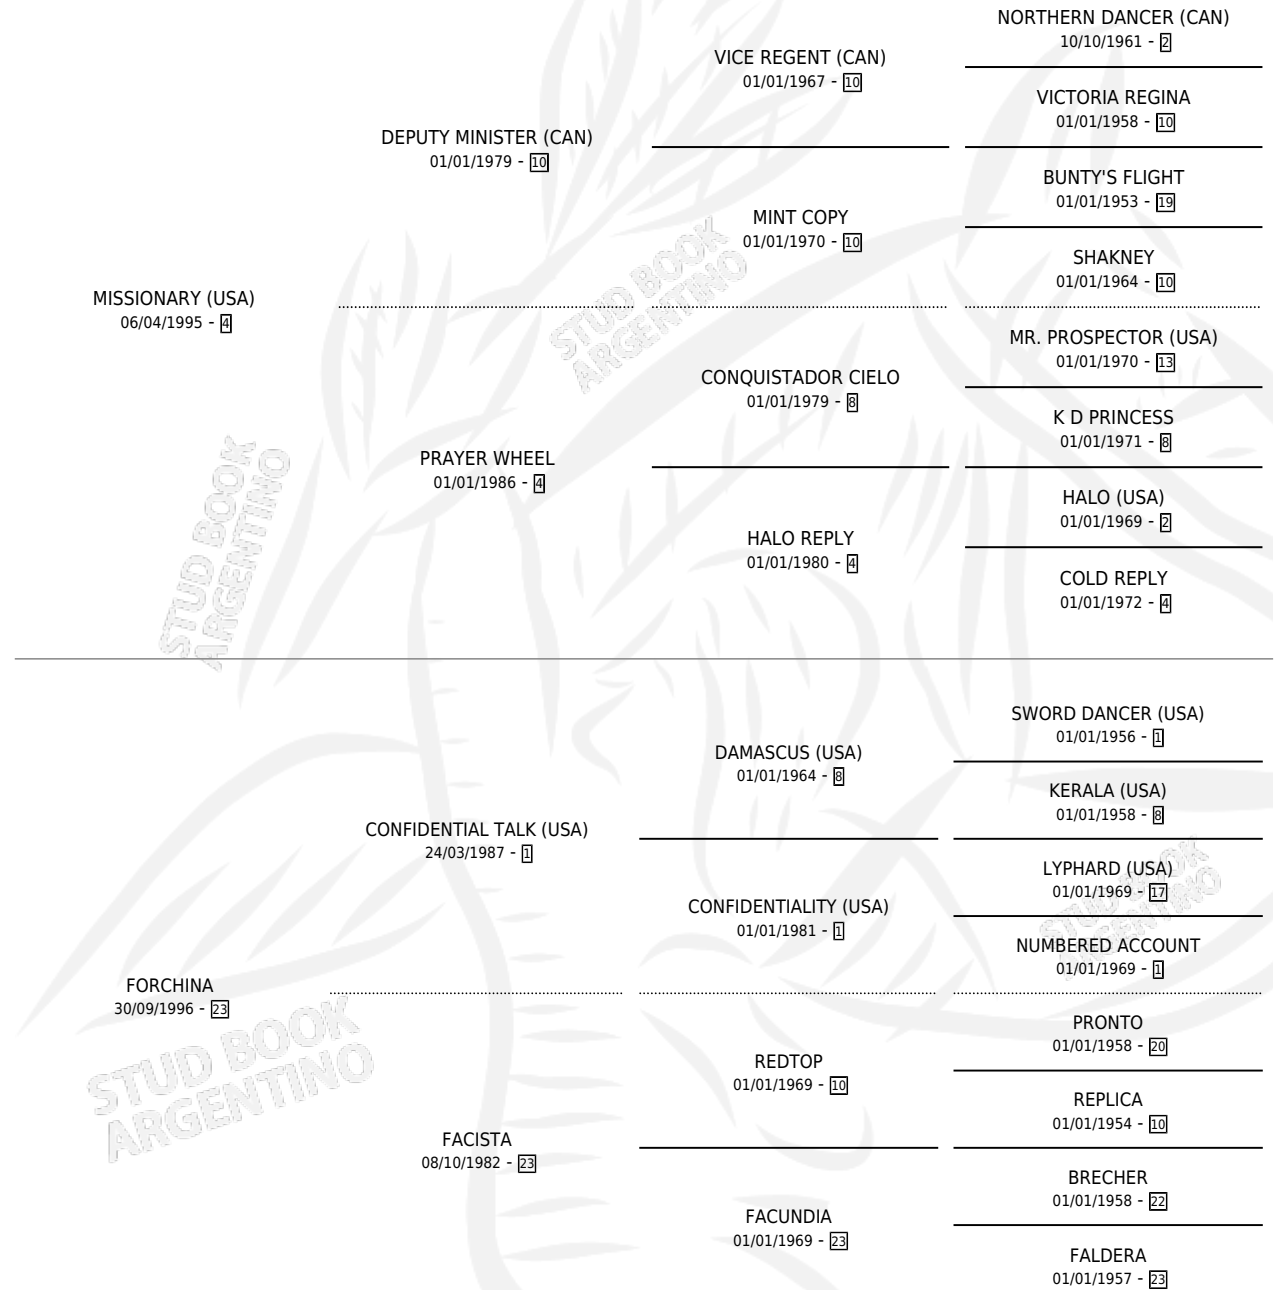 NORTHERN DANCER (CAN)
10/10/1961 - 2
VICE REGENT (CAN)
01/01/1967 - 10
VICTORIA REGINA
01/01/1958 - 10
DEPUTY MINISTER (CAN)
01/01/1979 - 10
BUNTY'S FLIGHT
01/01/1953 - 19
MINT COPY
01/01/1970 - 10
SHAKNEY
01/01/1964 - 10
MISSIONARY (USA)
06/04/1995 - 4
MR. PROSPECTOR (USA)
01/01/1970 - 13
CONQUISTADOR CIELO
01/01/1979 - 8
K D PRINCESS
01/01/1971 - 8
PRAYER WHEEL
01/01/1986 - 4
HALO (USA)
01/01/1969 - 2
HALO REPLY
01/01/1980 - 4
COLD REPLY
01/01/1972 - 4
SWORD DANCER (USA)
01/01/1956 - 1
DAMASCUS (USA)
01/01/1964 - 8
KERALA (USA)
01/01/1958 - 8
CONFIDENTIAL TALK (USA)
24/03/1987 - 1
LYPHARD (USA)
01/01/1969 - 17
CONFIDENTIALITY (USA)
01/01/1981 - 1
NUMBERED ACCOUNT
01/01/1969 - 1
FORCHINA
30/09/1996 - 23
PRONTO
01/01/1958 - 20
REDTOP
01/01/1969 - 10
REPLICA
01/01/1954 - 10
FACISTA
08/10/1982 - 23
BRECHER
01/01/1958 - 22
FACUNDIA
01/01/1969 - 23
FALDERA
01/01/1957 - 23
STUD BOOK
ARGENTINO
STUD BOOK
ARGENTINO
STUD BOOK
ARGENTINO
STUD BOOK
ARGENTINO